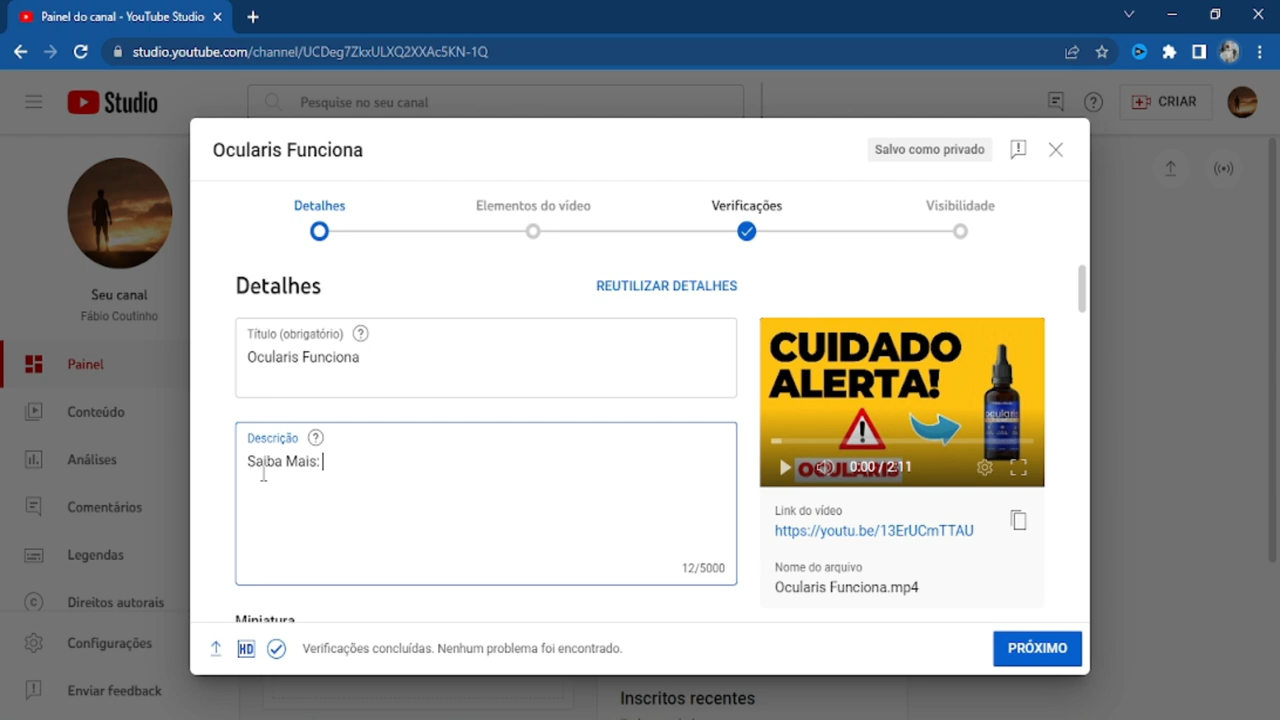 Painel do canal - YouTube Studio
studio.youtube.com/channel/UCDeg7ZkxULXQ2XXAc5KN-1Q
Studio
Pesquise no seu canal
CRIAR
Seu canal
Fábio Coutinho
Painel
Conteúdo
Análises
Comentários
Legendas
Direitos autorais
Configurações
Enviar feedback
Ocularis Funciona
Salvo como privado
Detalhes
Elementos do vídeo
Verificações
Visibilidade
Detalhes
REUTILIZAR DETALHES
Título (obrigatório)
Ocularis Funciona
Descrição
Saiba Mais:
12/5000
Miniatura
CUIDADO
ALERTA!
ocularis
OCULARIS
0:00 / 2:11
Link do vídeo
https://youtu.be/13ErUCmTTAU
Nome do arquivo
Ocularis Funciona.mp4
HD
Verificações concluídas. Nenhum problema foi encontrado.
PRÓXIMO
Inscritos recentes